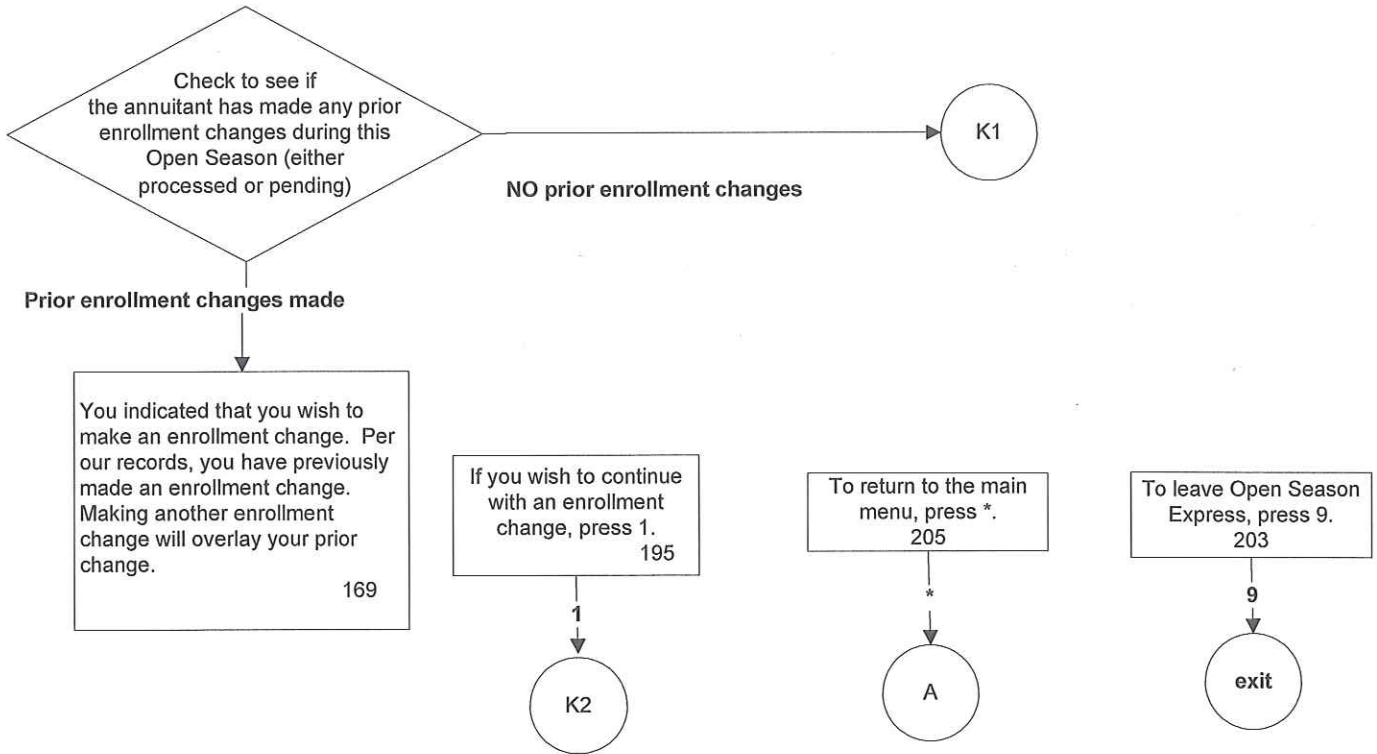 Check to see if
the annuitant has made any prior
enrollment changes during this
Open Season (either
processed or pending)
K1
NO prior enrollment changes
Prior enrollment changes made
You indicated that you wish to
make an enrollment change. Per
our records, you have previously
made an enrollment change.
Making another enrollment
change will overlay your prior
change.
169
If you wish to continue
with an enrollment
change, press 1.
195
1
K2
To return to the main
menu, press *.
205
*
A
To leave Open Season
Express, press 9.
203
9
exit